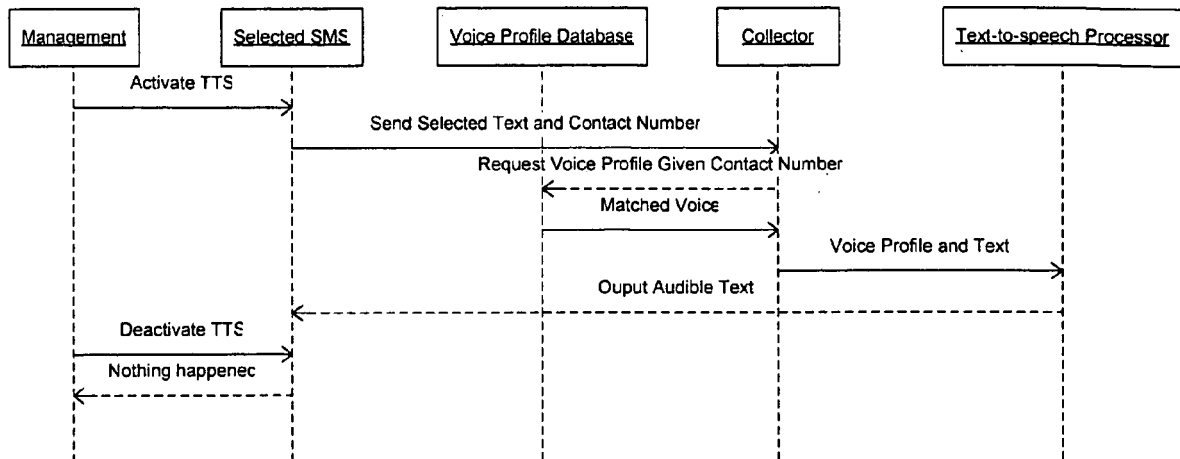 Management
Selected SMS
Voice Profile Database
Collector
Text-to-speech Processor
Activate TTS
Send Selected Text and Contact Number
Request Voice Profile Given Contact Number
Matched Voice
Voice Profile and Text
Ouput Audible Text
Deactivate TTS
Nothing happened